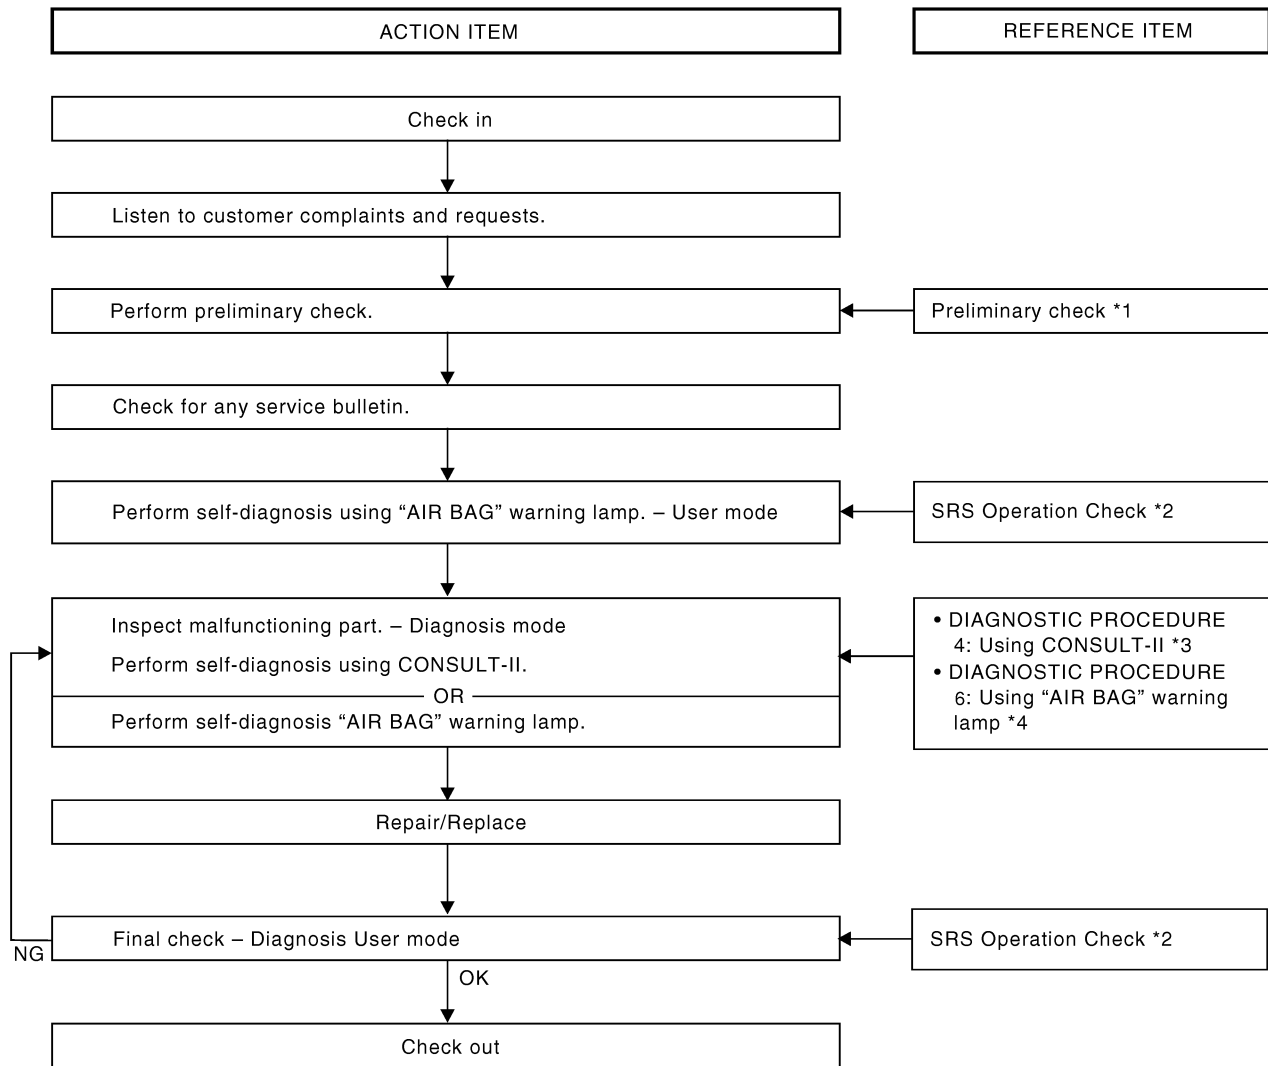 ACTION ITEM
REFERENCE ITEM
Check in
Listen to customer complaints and requests.
Perform preliminary check.
Preliminary check *1
Check for any service bulletin.
Perform self-diagnosis using “AIR BAG” warning lamp. – User mode
SRS Operation Check *2
Inspect malfunctioning part. – Diagnosis mode
Perform self-diagnosis using CONSULT-II.
OR
Perform self-diagnosis “AIR BAG” warning lamp.
• DIAGNOSTIC PROCEDURE
4: Using CONSULT-II *3
• DIAGNOSTIC PROCEDURE
6: Using “AIR BAG” warning
lamp *4
Repair/Replace
Final check – Diagnosis User mode
SRS Operation Check *2
NG
OK
Check out